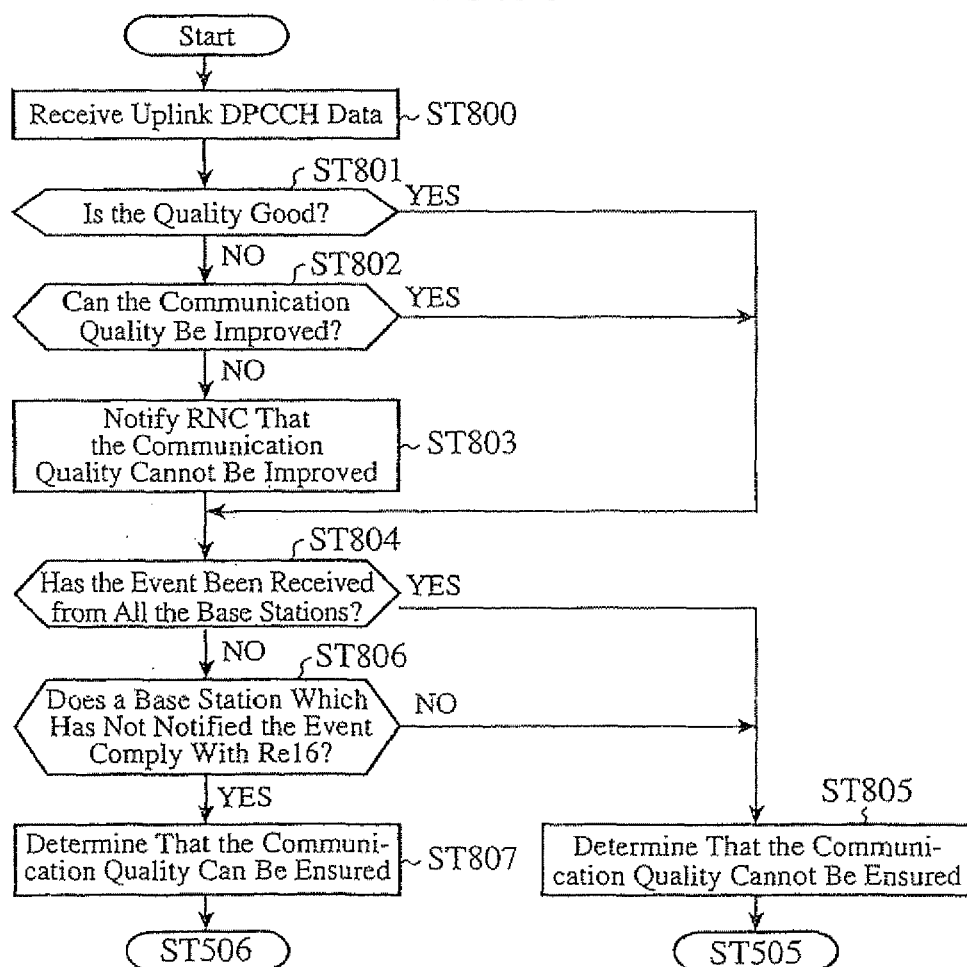 Start
Receive Uplink DPCCH Data
ST800
ST801
Is the Quality Good?
YES
NO
ST802
Can the Communication
Quality Be Improved?
YES
NO
Notify RNC That
the Communication
Quality Cannot Be Improved
ST803
ST804
Has the Event Been Received
from All the Base Stations?
YES
NO
ST806
Does a Base Station Which
Has Not Notified the Event
Comply With Re16?
NO
YES
ST805
Determine That the Communi-
cation Quality Can Be Ensured
ST807
Determine That the Communi-
cation Quality Cannot Be Ensured
ST506
ST505